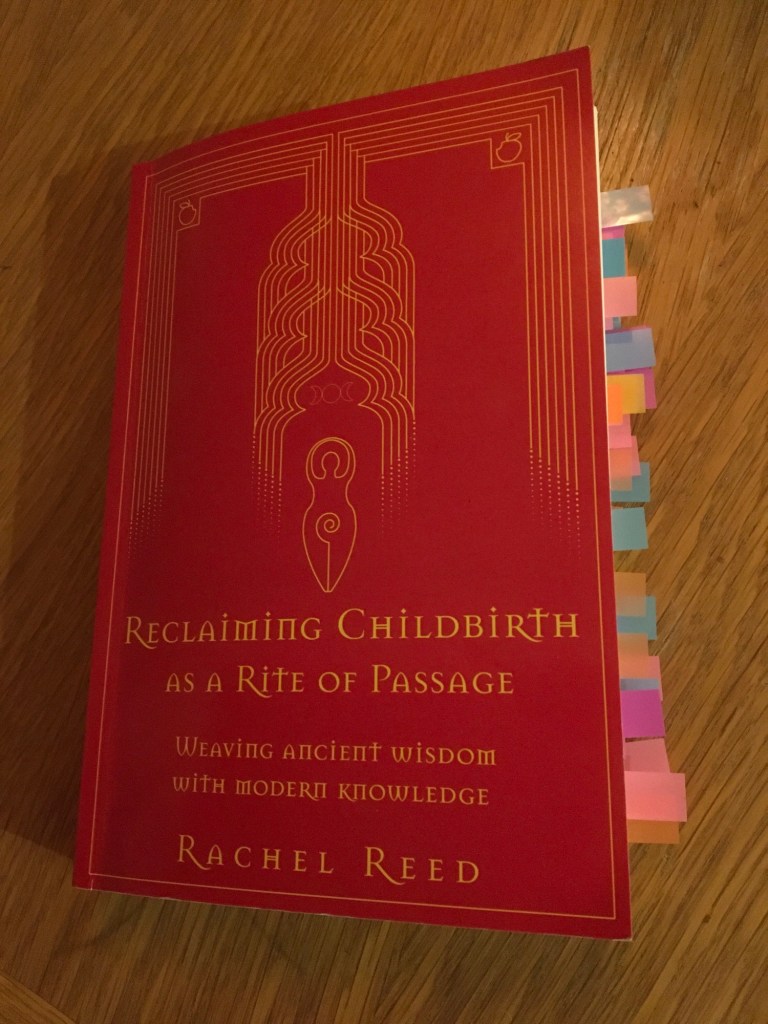 Reclaiming Childbirth
as a Rite of Passage
Weaving ancient wisdom
with modern knowledge
Rachel Reed